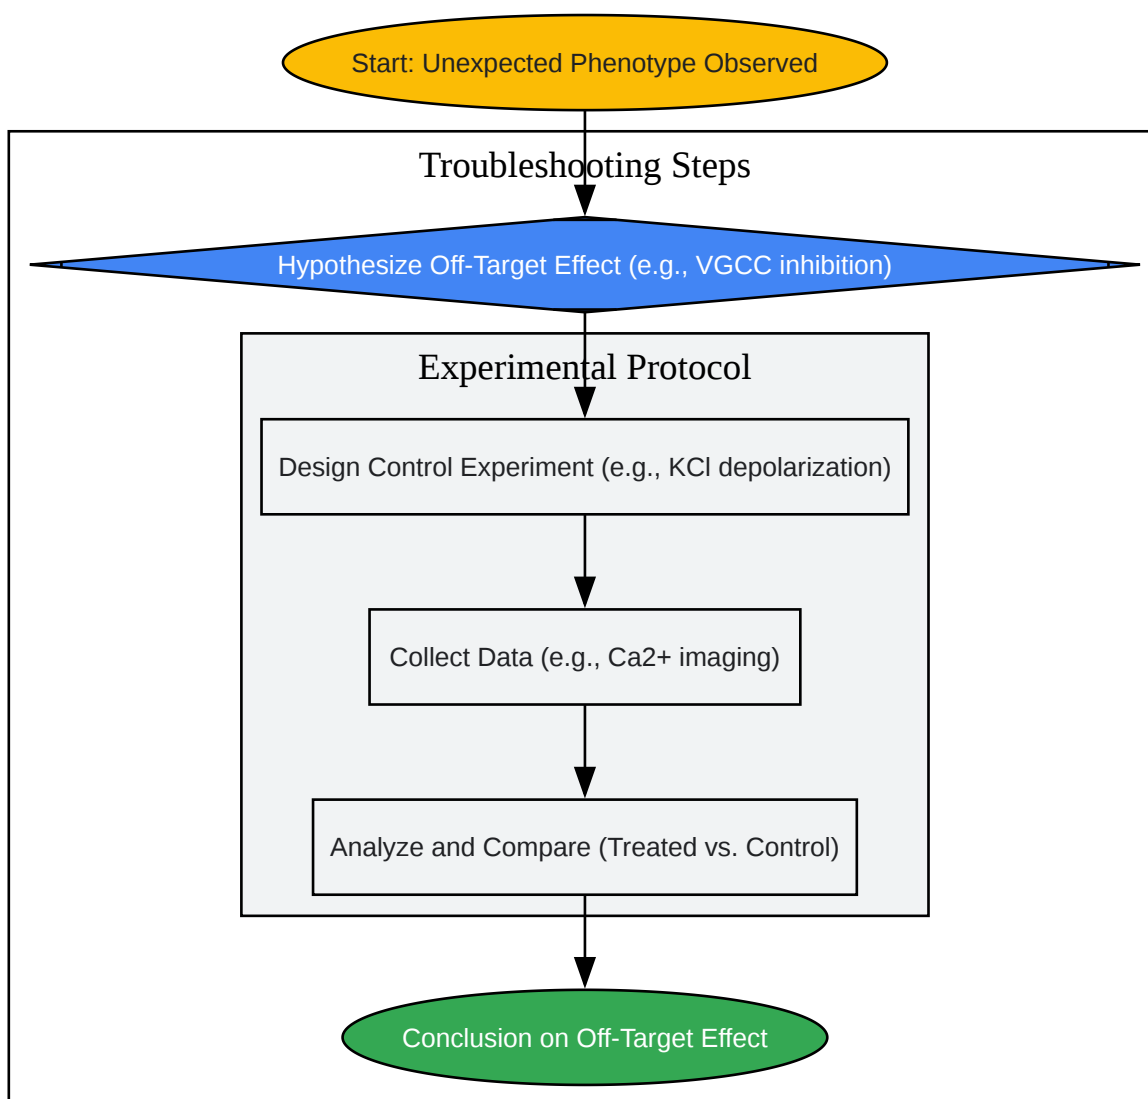 Start: Unexpected Phenotype Observed
Troubleshooting Steps
Hypothesize Off-Target Effect (e.g., VGCC inhibition)
Experimental Protocol
Design Control Experiment (e.g., KCl depolarization)
Collect Data (e.g., Ca2+ imaging)
Analyze and Compare (Treated vs. Control)
Conclusion on Off-Target Effect